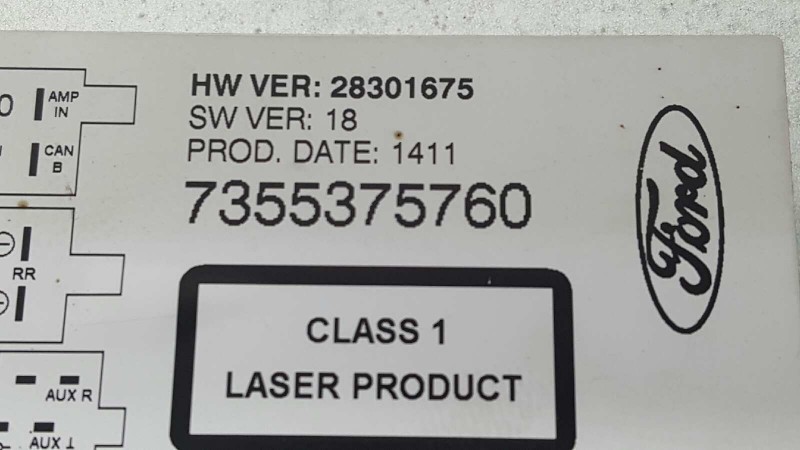 HW VER: 28301675
SW VER: 18
PROD. DATE: 1411
7355375760
AMP
IN
CAN
B
RR
AUX R
AUX
CLASS 1
LASER PRODUCT
Ford